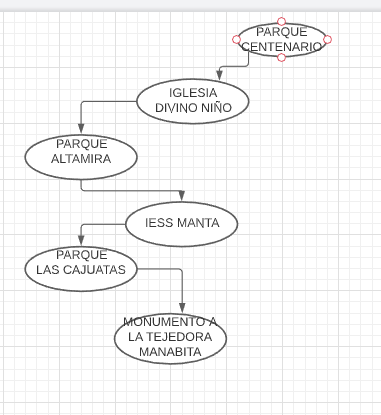 PARQUE
CENTENARIO
IGLESIA
DIVINO NIÑO
PARQUE
ALTAMIRA
IESS MANTA
PARQUE
LAS CAJUATAS
MONUMENTO A
LA TEJEDORA
MANABITA